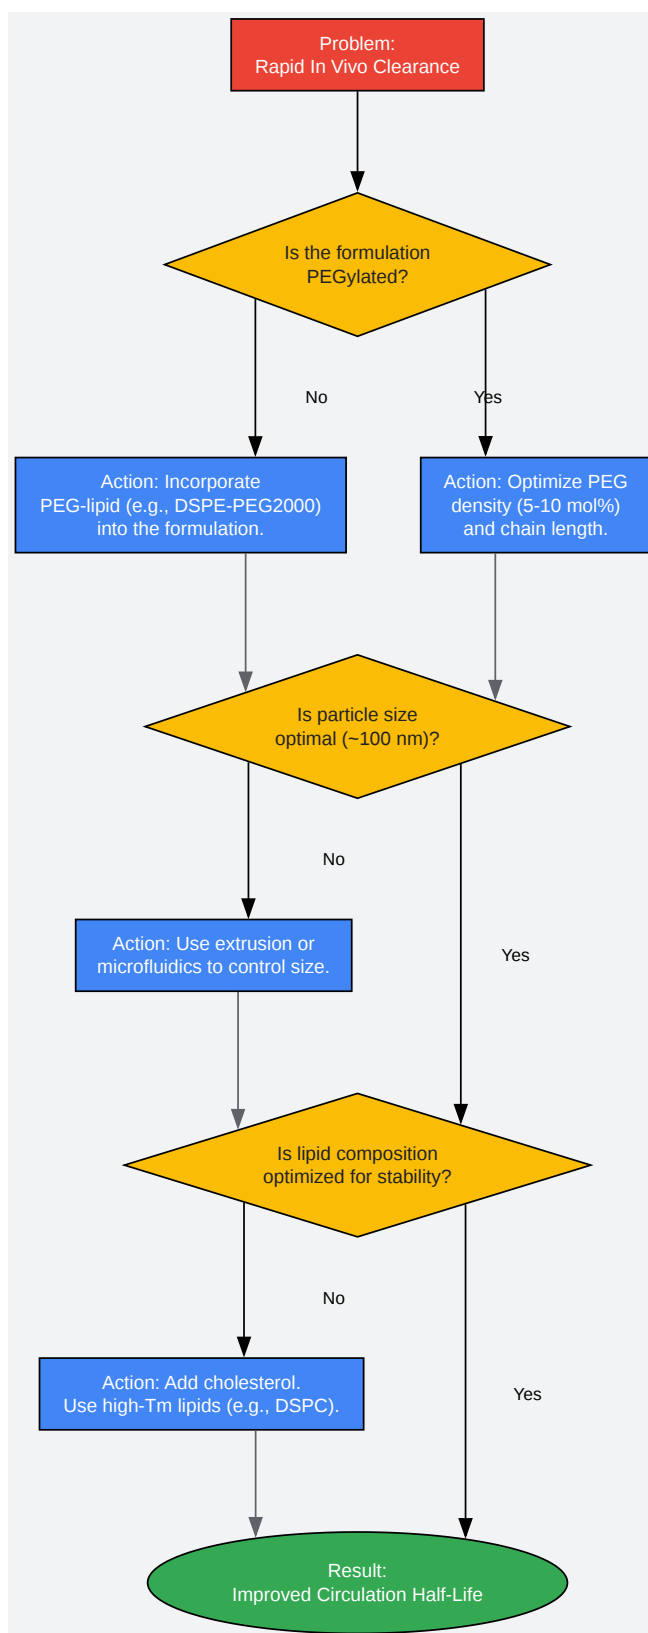 Problem:
Rapid In Vivo Clearance
Is the formulation
PEGylated?
No
Yes
Action: Incorporate
PEG-lipid (e.g., DSPE-PEG2000)
into the formulation.
Action: Optimize PEG
density (5-10 mol%)
and chain length.
Is particle size
optimal (~100 nm)?
No
Action: Use extrusion or
microfluidics to control size.
Yes
Is lipid composition
optimized for stability?
No
Action: Add cholesterol.
Use high-Tm lipids (e.g., DSPC).
Yes
Result:
Improved Circulation Half-Life